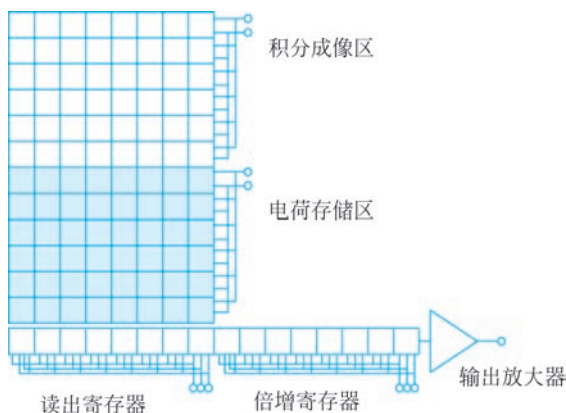 积分成像区
电荷存储区
输出放大器
读出寄存器
倍增寄存器